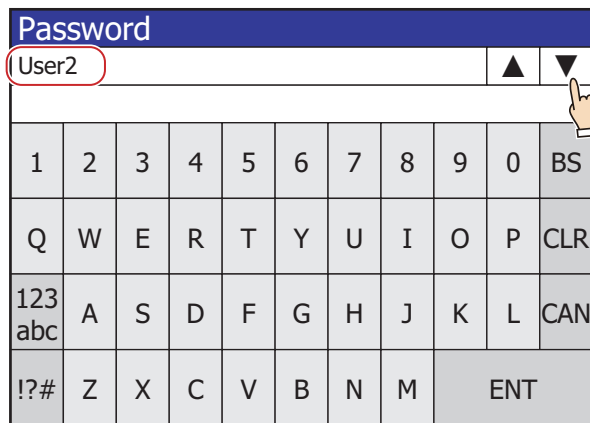 Password
User2 ▲ ▼
1 2 3 4 5 6 7 8 9 0 BS
Q W E R T Y U I O P CLR
123
abc A S D F G H J K L CAN
!?# Z X C V B N M ENT